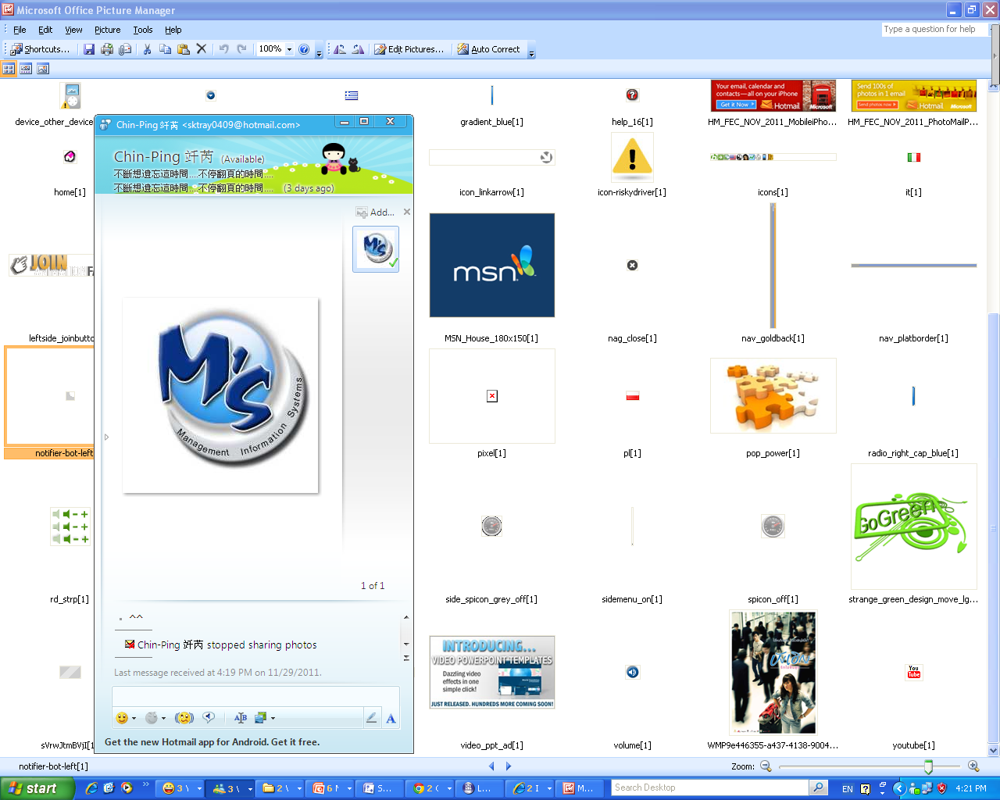 Microsoft Office Picture Manager
File Edit View Picture Tools Help
Type a question for help
Shortcuts... 100% Edit Pictures... Auto Correct
device_other_device
gradient_blue[1]
help_16[1]
Your email, calendar and contacts—all on your iPhone
Get it Now
Hotmail
HM_FEC_NOV_2011_MobileiPho...
Send 100s of photos in 1 email
Send photos now
Hotmail
HM_FEC_NOV_2011_PhotoMailP...
Chin-Ping 竏芮 <sktray0409@hotmail.com>
Chin-Ping 竏芮 (Available)
不斷想遺忘這時間....不停翻頁的時間....
不斷想遺忘這時間....不停翻頁的時間.... (3 days ago)
Add...
M's
Management Information Systems
1 of 1
^^
Chin-Ping 竏芮 stopped sharing photos
Last message received at 4:19 PM on 11/29/2011.
Get the new Hotmail app for Android. Get it free.
home[1]
icon_linkarrow[1]
icon-riskydriver[1]
icons[1]
it[1]
JOIN
msn
leftside_joinbutto
MSN_House_180x150[1]
nag_close[1]
nav_goldback[1]
nav_platborder[1]
notifier-bot-left
pixel[1]
pl[1]
pop_power[1]
radio_right_cap_blue[1]
GoGreen
rd_strp[1]
side_spicon_grey_off[1]
sidemenu_on[1]
spicon_off[1]
strange_green_design_move_lg...
INTRODUCING...
VIDEO POWERPOINT TEMPLATES
Dazzling video
effects in one
simple click!
JUST RELEASED. HUNDREDS MORE COMING SOON!
You
Tube
sVrwJtmBVjI[1
video_ppt_ad[1]
volume[1]
WMP9e446355-a437-4138-9004...
youtube[1]
notifier-bot-left[1]
Zoom:
start
3 \
3 \
2 \
6 M
S...
2 (
L...
2 I
M...
Search Desktop
EN
4:21 PM